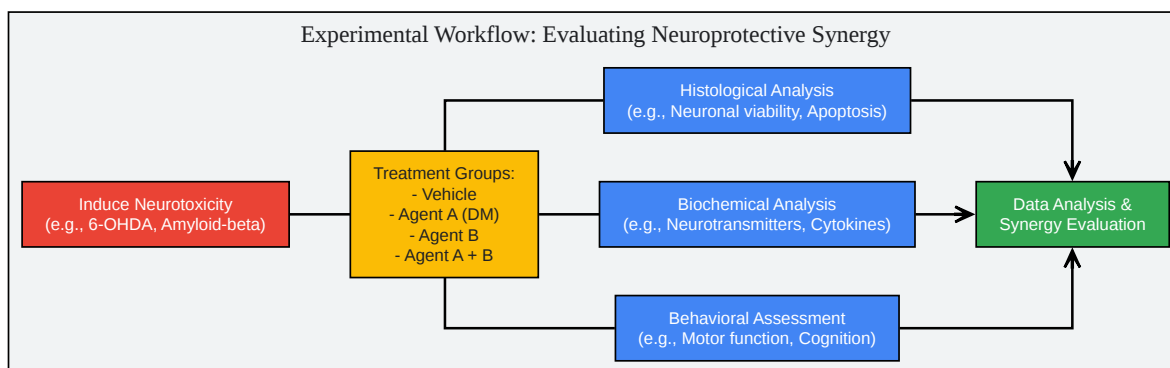 Experimental Workflow: Evaluating Neuroprotective Synergy
Induce Neurotoxicity
(e.g., 6-OHDA, Amyloid-beta)
Treatment Groups:
- Vehicle
- Agent A (DM)
- Agent B
- Agent A + B
Histological Analysis
(e.g., Neuronal viability, Apoptosis)
Biochemical Analysis
(e.g., Neurotransmitters, Cytokines)
Behavioral Assessment
(e.g., Motor function, Cognition)
Data Analysis &
Synergy Evaluation